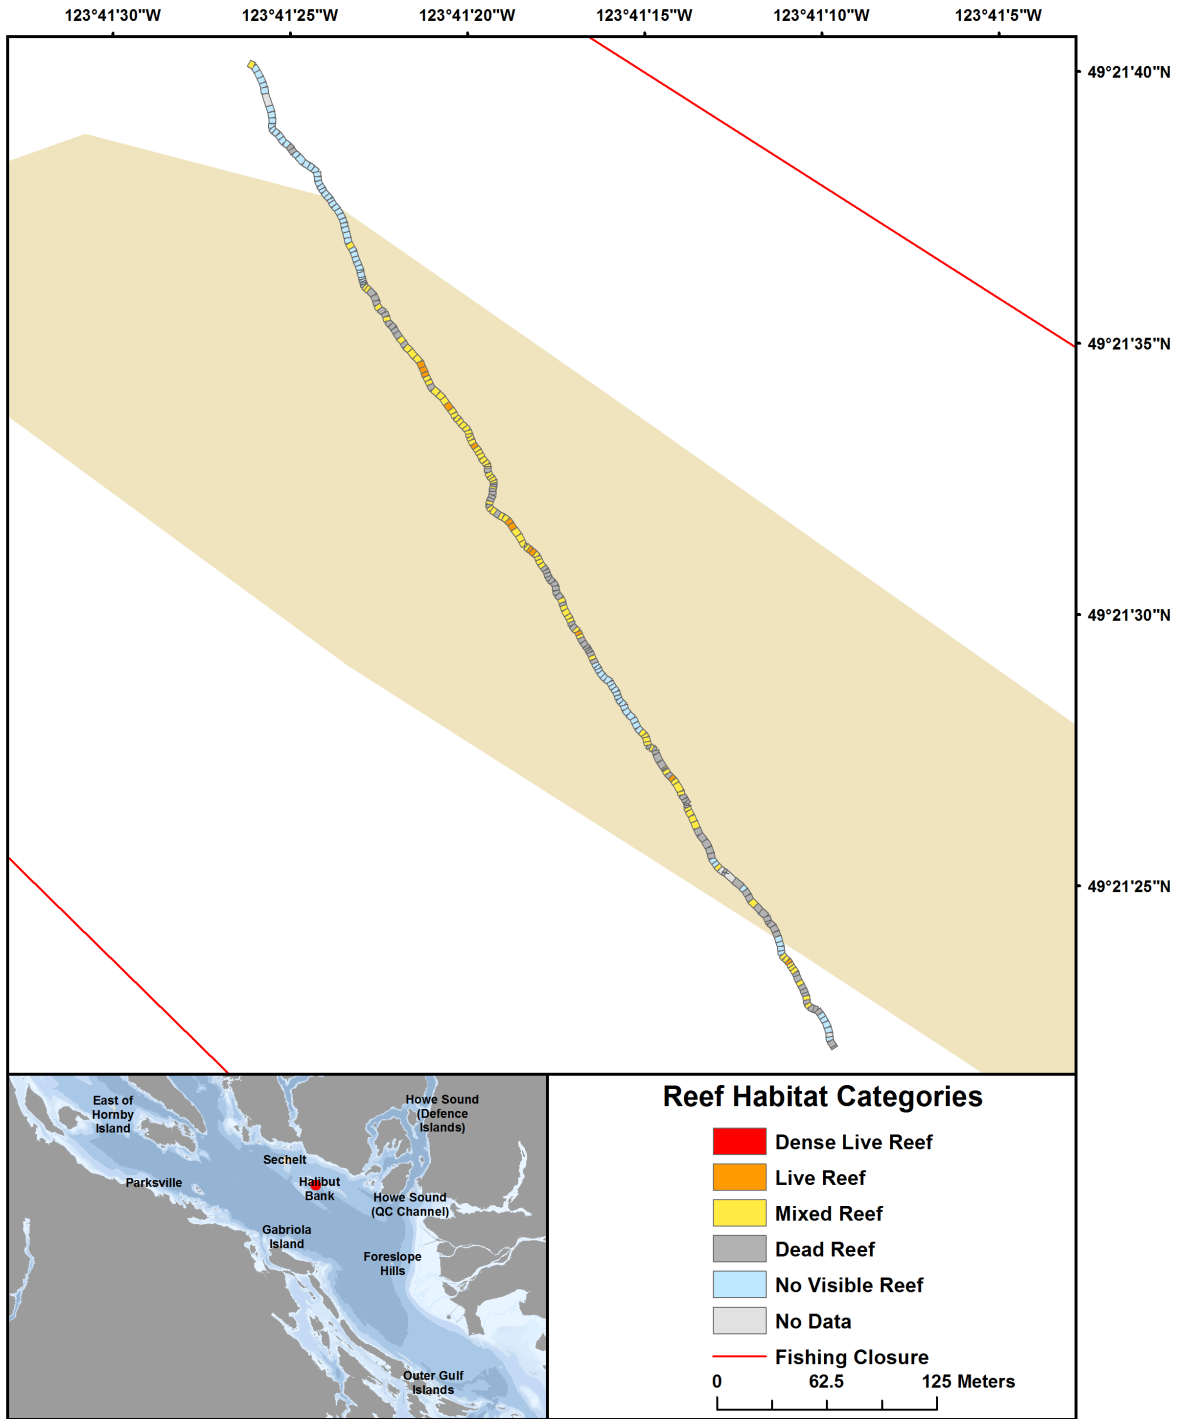 123°41'30"W 123°41'25"W 123°41'20"W 123°41'15"W 123°41'10"W 123°41'5"W
49°21'40"N
49°21'35"N
49°21'30"N
49°21'25"N
East of
Hornby
Island
Howe Sound
(Defence
Islands)
Sechelt
Parksville
Halibut
Bank
Howe Sound
(QC Channel)
Gabriola
Island
Foreslope
Hills
Outer Gulf
Islands
Reef Habitat Categories
Dense Live Reef
Live Reef
Mixed Reef
Dead Reef
No Visible Reef
No Data
Fishing Closure
0 62.5 125 Meters